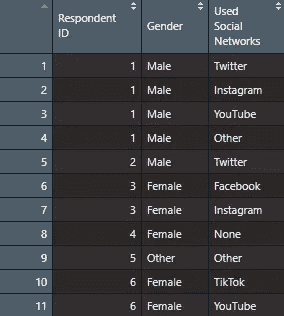 Respondent ID Gender Used Social Networks
1 1 Male Twitter
2 1 Male Instagram
3 1 Male YouTube
4 1 Male Other
5 2 Male Twitter
6 3 Female Facebook
7 3 Female Instagram
8 4 Female None
9 5 Other Other
10 6 Female TikTok
11 6 Female YouTube